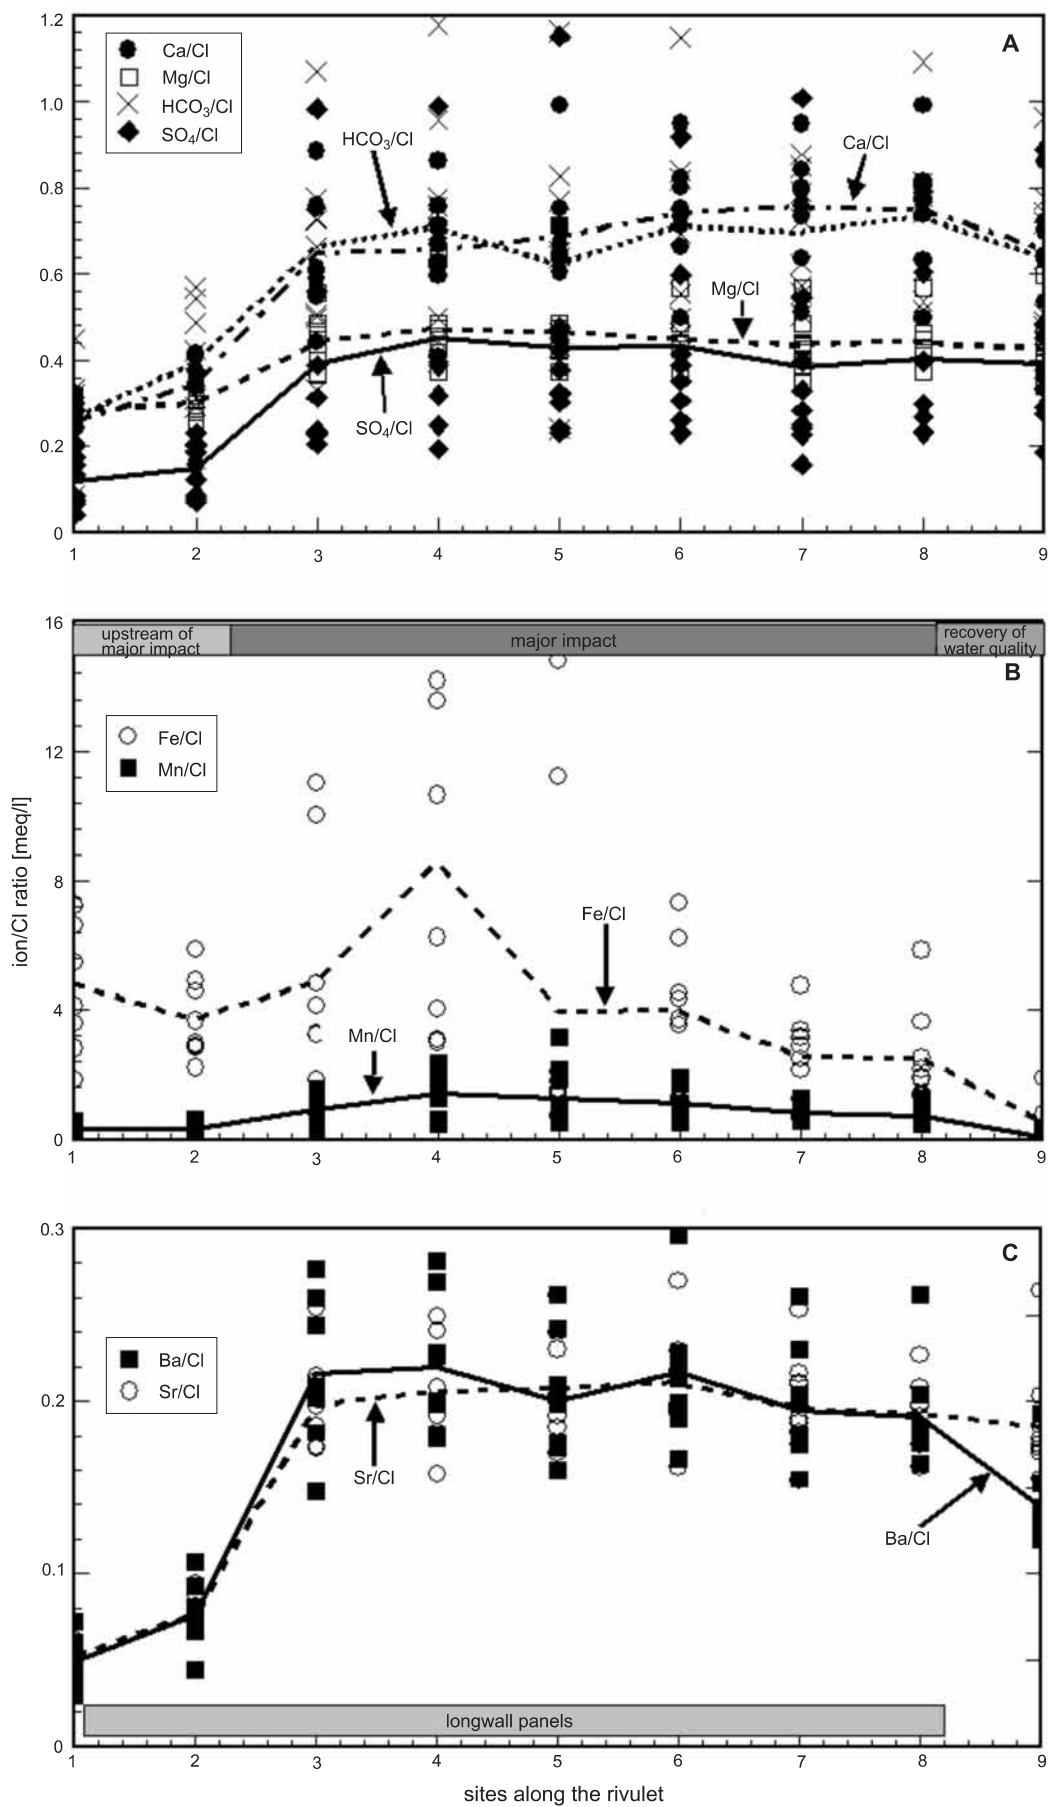 1.2
1.0
0.8
0.6
0.4
0.2
0
A
Ca/Cl
Mg/Cl
HCO₃/Cl
SO₄/Cl
HCO₃/Cl
Ca/Cl
Mg/Cl
SO₄/Cl
1 2 3 4 5 6 7 8 9
16
12
8
4
0
upstream of
major impact
major impact
recovery of
water quality
B
Fe/Cl
Mn/Cl
Fe/Cl
Mn/Cl
ion/Cl ratio [meq/l]
1 2 3 4 5 6 7 8 9
0.3
0.2
0.1
0
C
Ba/Cl
Sr/Cl
Sr/Cl
Ba/Cl
longwall panels
1 2 3 4 5 6 7 8 9
sites along the rivulet